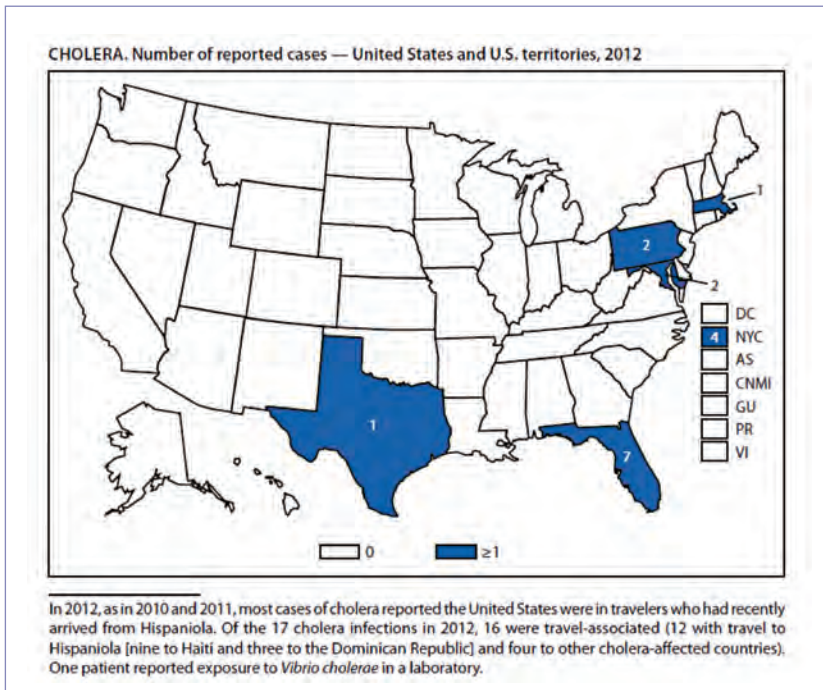 CHOLERA. Number of reported cases — United States and U.S. territories, 2012
1
2
2
DC
4 NYC
AS
CNMI
GU
PR
VI
1
7
0 ≥1
In 2012, as in 2010 and 2011, most cases of cholera reported the United States were in travelers who had recently
arrived from Hispaniola. Of the 17 cholera infections in 2012, 16 were travel-associated (12 with travel to
Hispaniola [nine to Haiti and three to the Dominican Republic] and four to other cholera-affected countries).
One patient reported exposure to Vibrio cholerae in a laboratory.